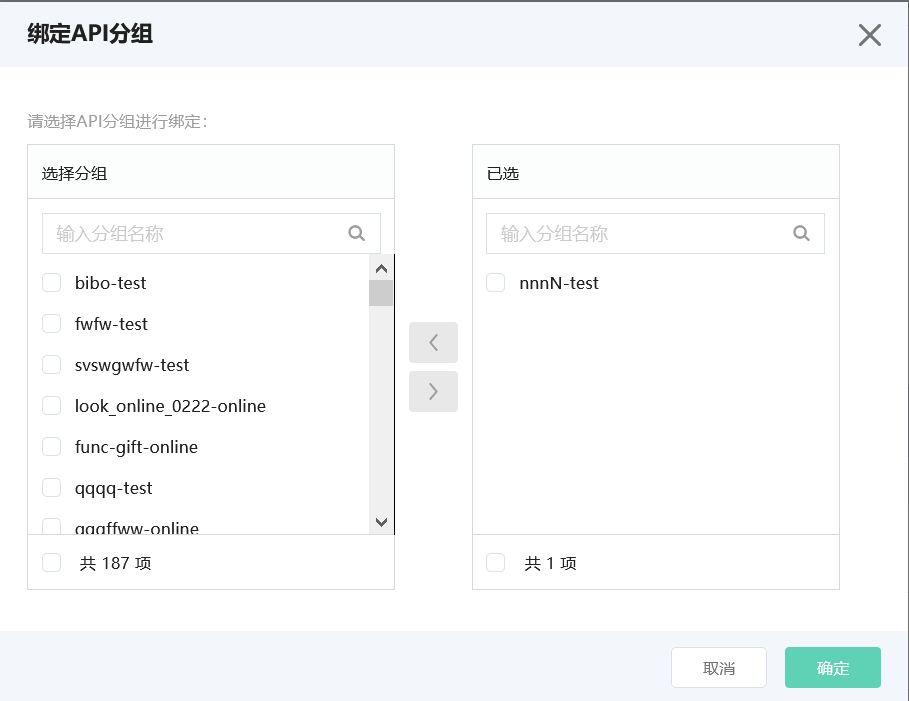 绑定API分组
请选择API分组进行绑定：
选择分组
输入分组名称
bibo-test
fwfw-test
svswgwfw-test
look_online_0222-online
func-gift-online
qqqq-test
qqqffww-online
共 187 项
已选
输入分组名称
nnnN-test
共 1 项
取消
确定